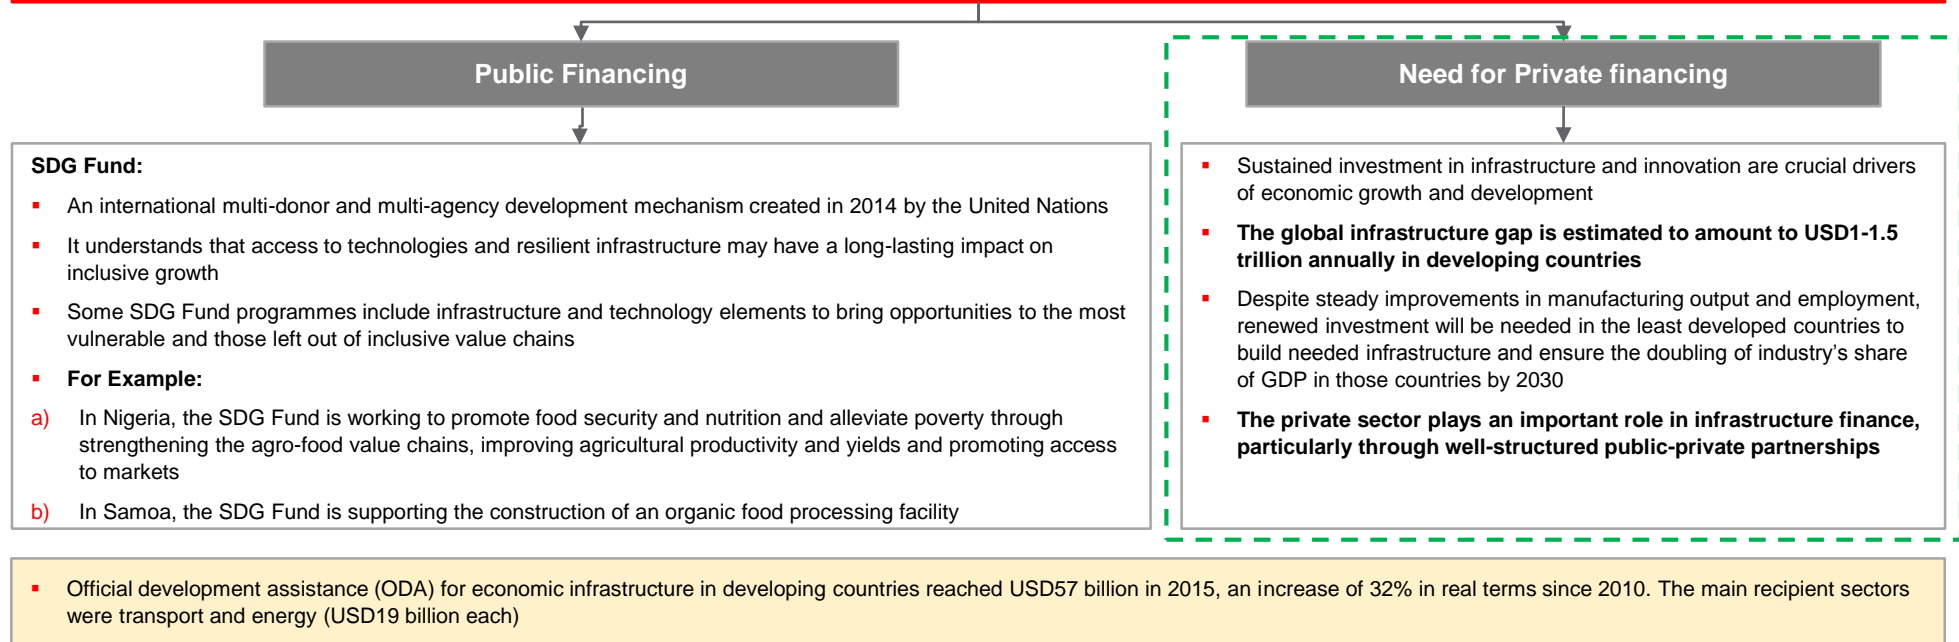 Public Financing
Need for Private financing
SDG Fund:
▪ An international multi-donor and multi-agency development mechanism created in 2014 by the United Nations
▪ It understands that access to technologies and resilient infrastructure may have a long-lasting impact on
inclusive growth
▪ Some SDG Fund programmes include infrastructure and technology elements to bring opportunities to the most
vulnerable and those left out of inclusive value chains
▪ For Example:
a) In Nigeria, the SDG Fund is working to promote food security and nutrition and alleviate poverty through
strengthening the agro-food value chains, improving agricultural productivity and yields and promoting access
to markets
b) In Samoa, the SDG Fund is supporting the construction of an organic food processing facility
▪ Sustained investment in infrastructure and innovation are crucial drivers
of economic growth and development
▪ The global infrastructure gap is estimated to amount to USD1-1.5
trillion annually in developing countries
▪ Despite steady improvements in manufacturing output and employment,
renewed investment will be needed in the least developed countries to
build needed infrastructure and ensure the doubling of industry’s share
of GDP in those countries by 2030
▪ The private sector plays an important role in infrastructure finance,
particularly through well-structured public-private partnerships
▪ Official development assistance (ODA) for economic infrastructure in developing countries reached USD57 billion in 2015, an increase of 32% in real terms since 2010. The main recipient sectors
were transport and energy (USD19 billion each)